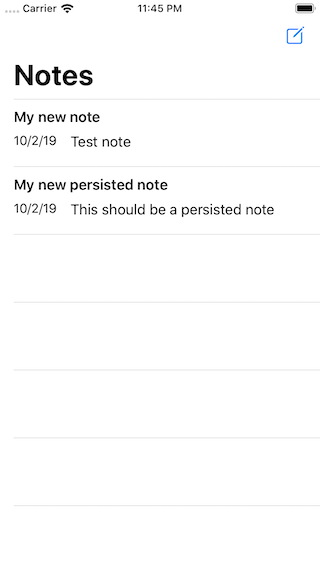 Carrier 11:45 PM
Notes
My new note
10/2/19 Test note
My new persisted note
10/2/19 This should be a persisted note